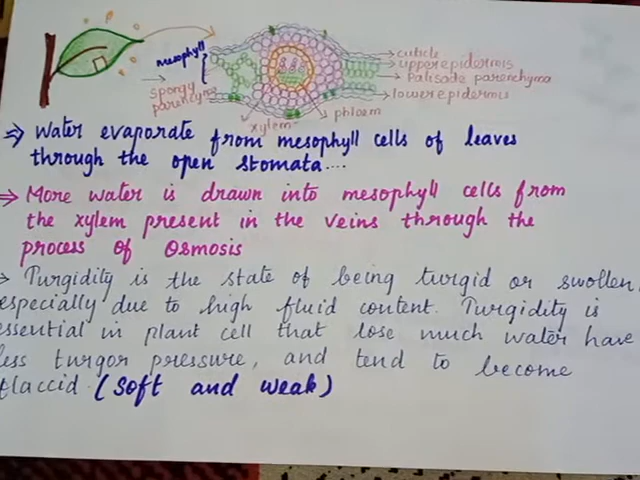 mesophyll
cuticle
upper epidermis
Palisade parenchyma
lower epidermis
spongy
parenchyma
xylem
phloem
⇒ Water evaporate from mesophyll cells of leaves
through the open stomata....
⇒ More water is drawn into mesophyll cells from
the xylem present in the veins through the
process of Osmosis
→ Turgidity is the state of being turgid or swollen,
especially due to high fluid content. Turgidity is
essential in plant cell that lose much water have
less turgor pressure, and tend to become
flaccid. (Soft and weak)